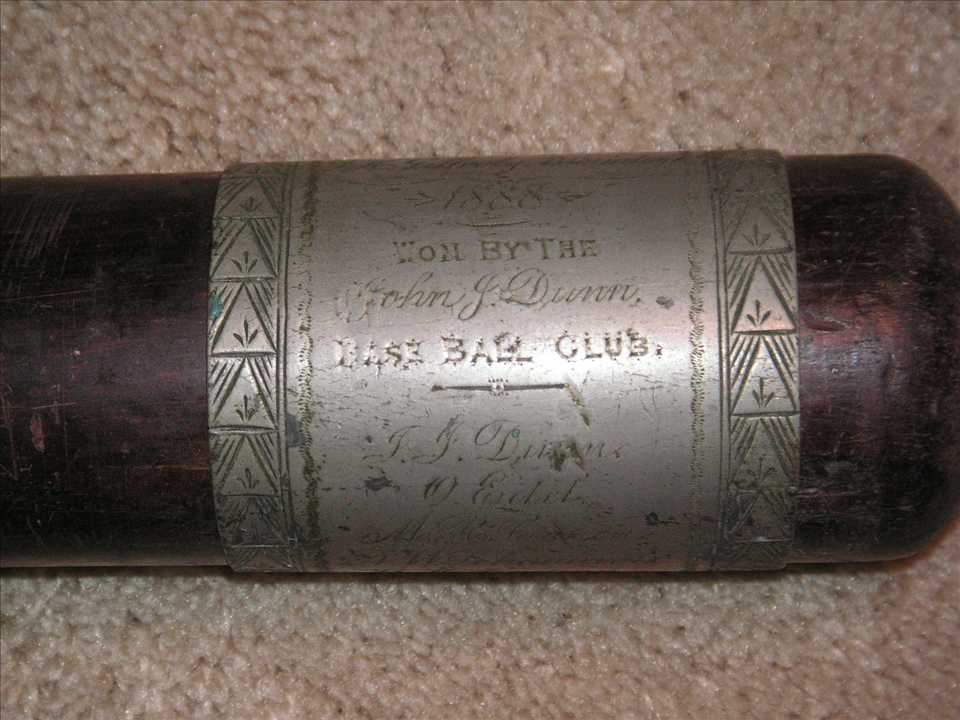 1888
WON BY THE
John J. Dunn.
BASE BALL CLUB.
J. J. Dunn.
O. Eidel.